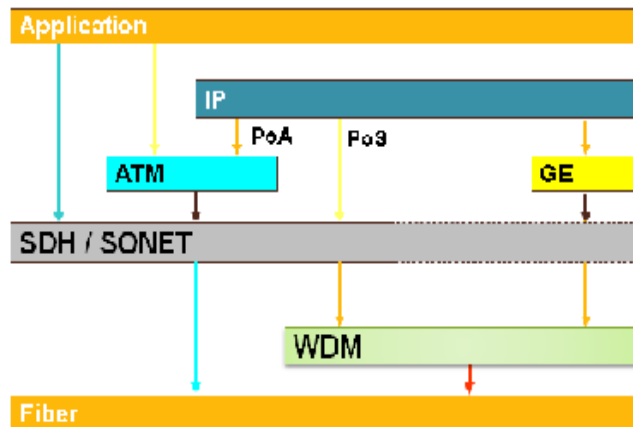 Application
IP
PoA
PoS
ATM
GE
SDH / SONET
WDM
Fiber